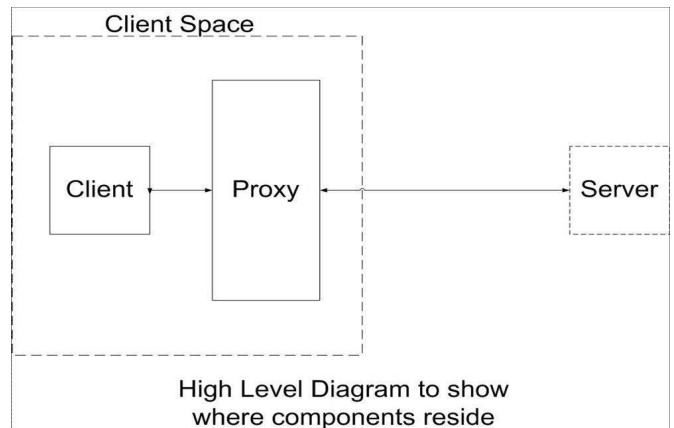 Client Space
Client
Proxy
Server
High Level Diagram to show
where components reside